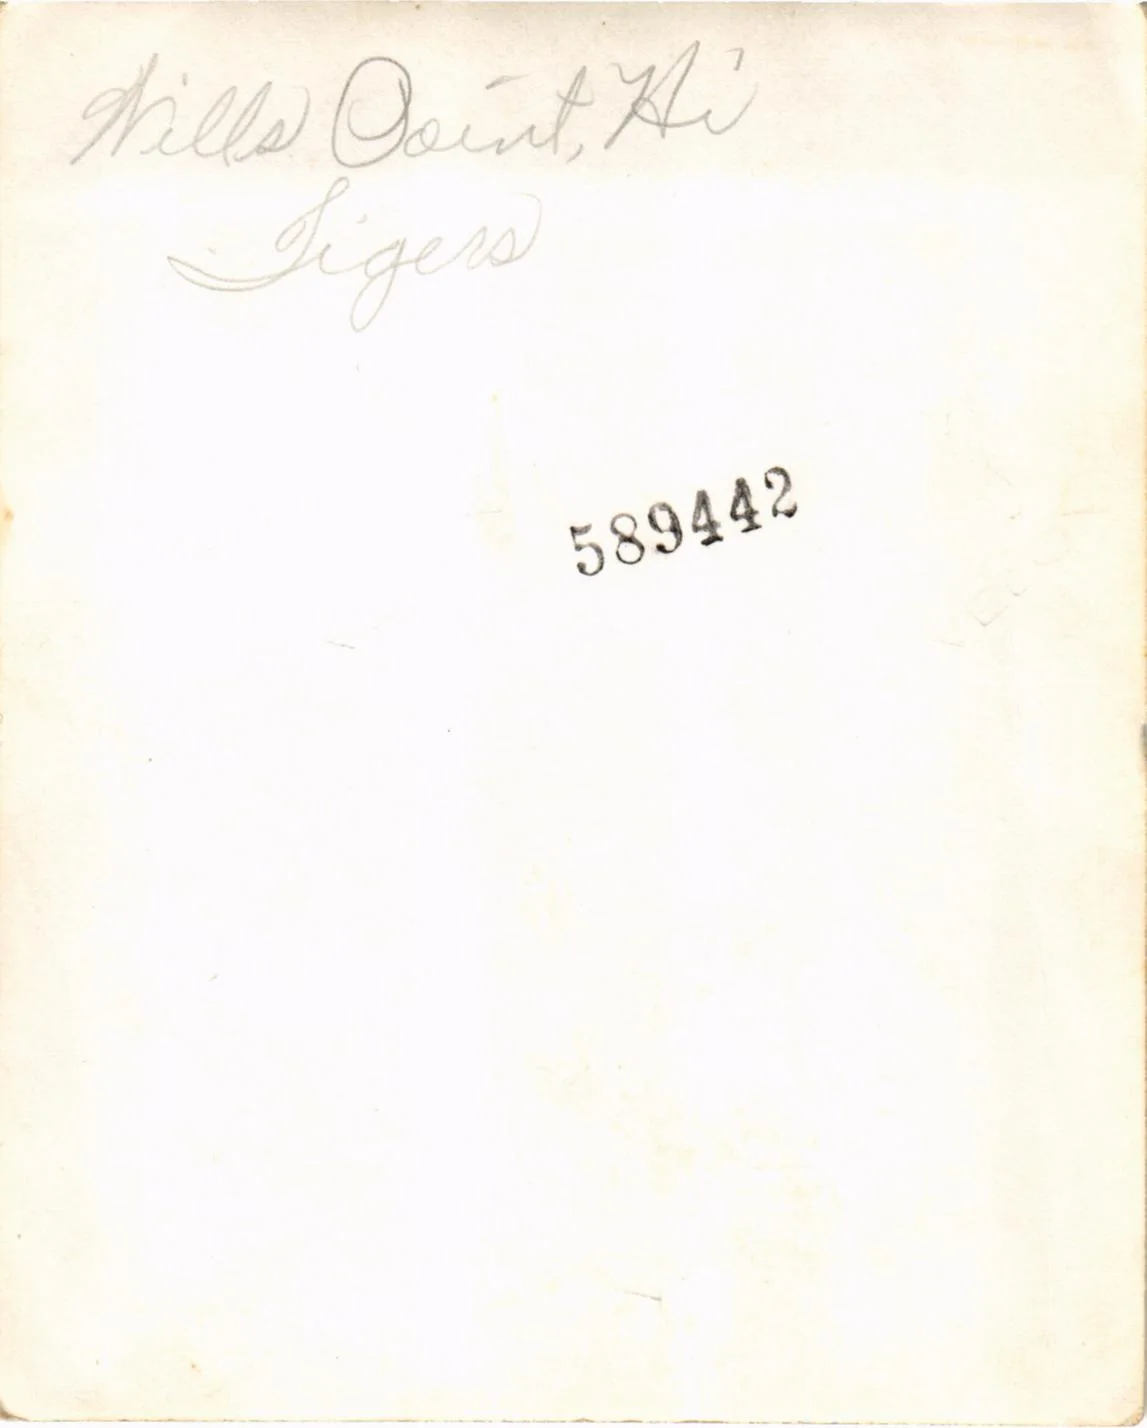 Wills Point, Hi
Tigers
589442